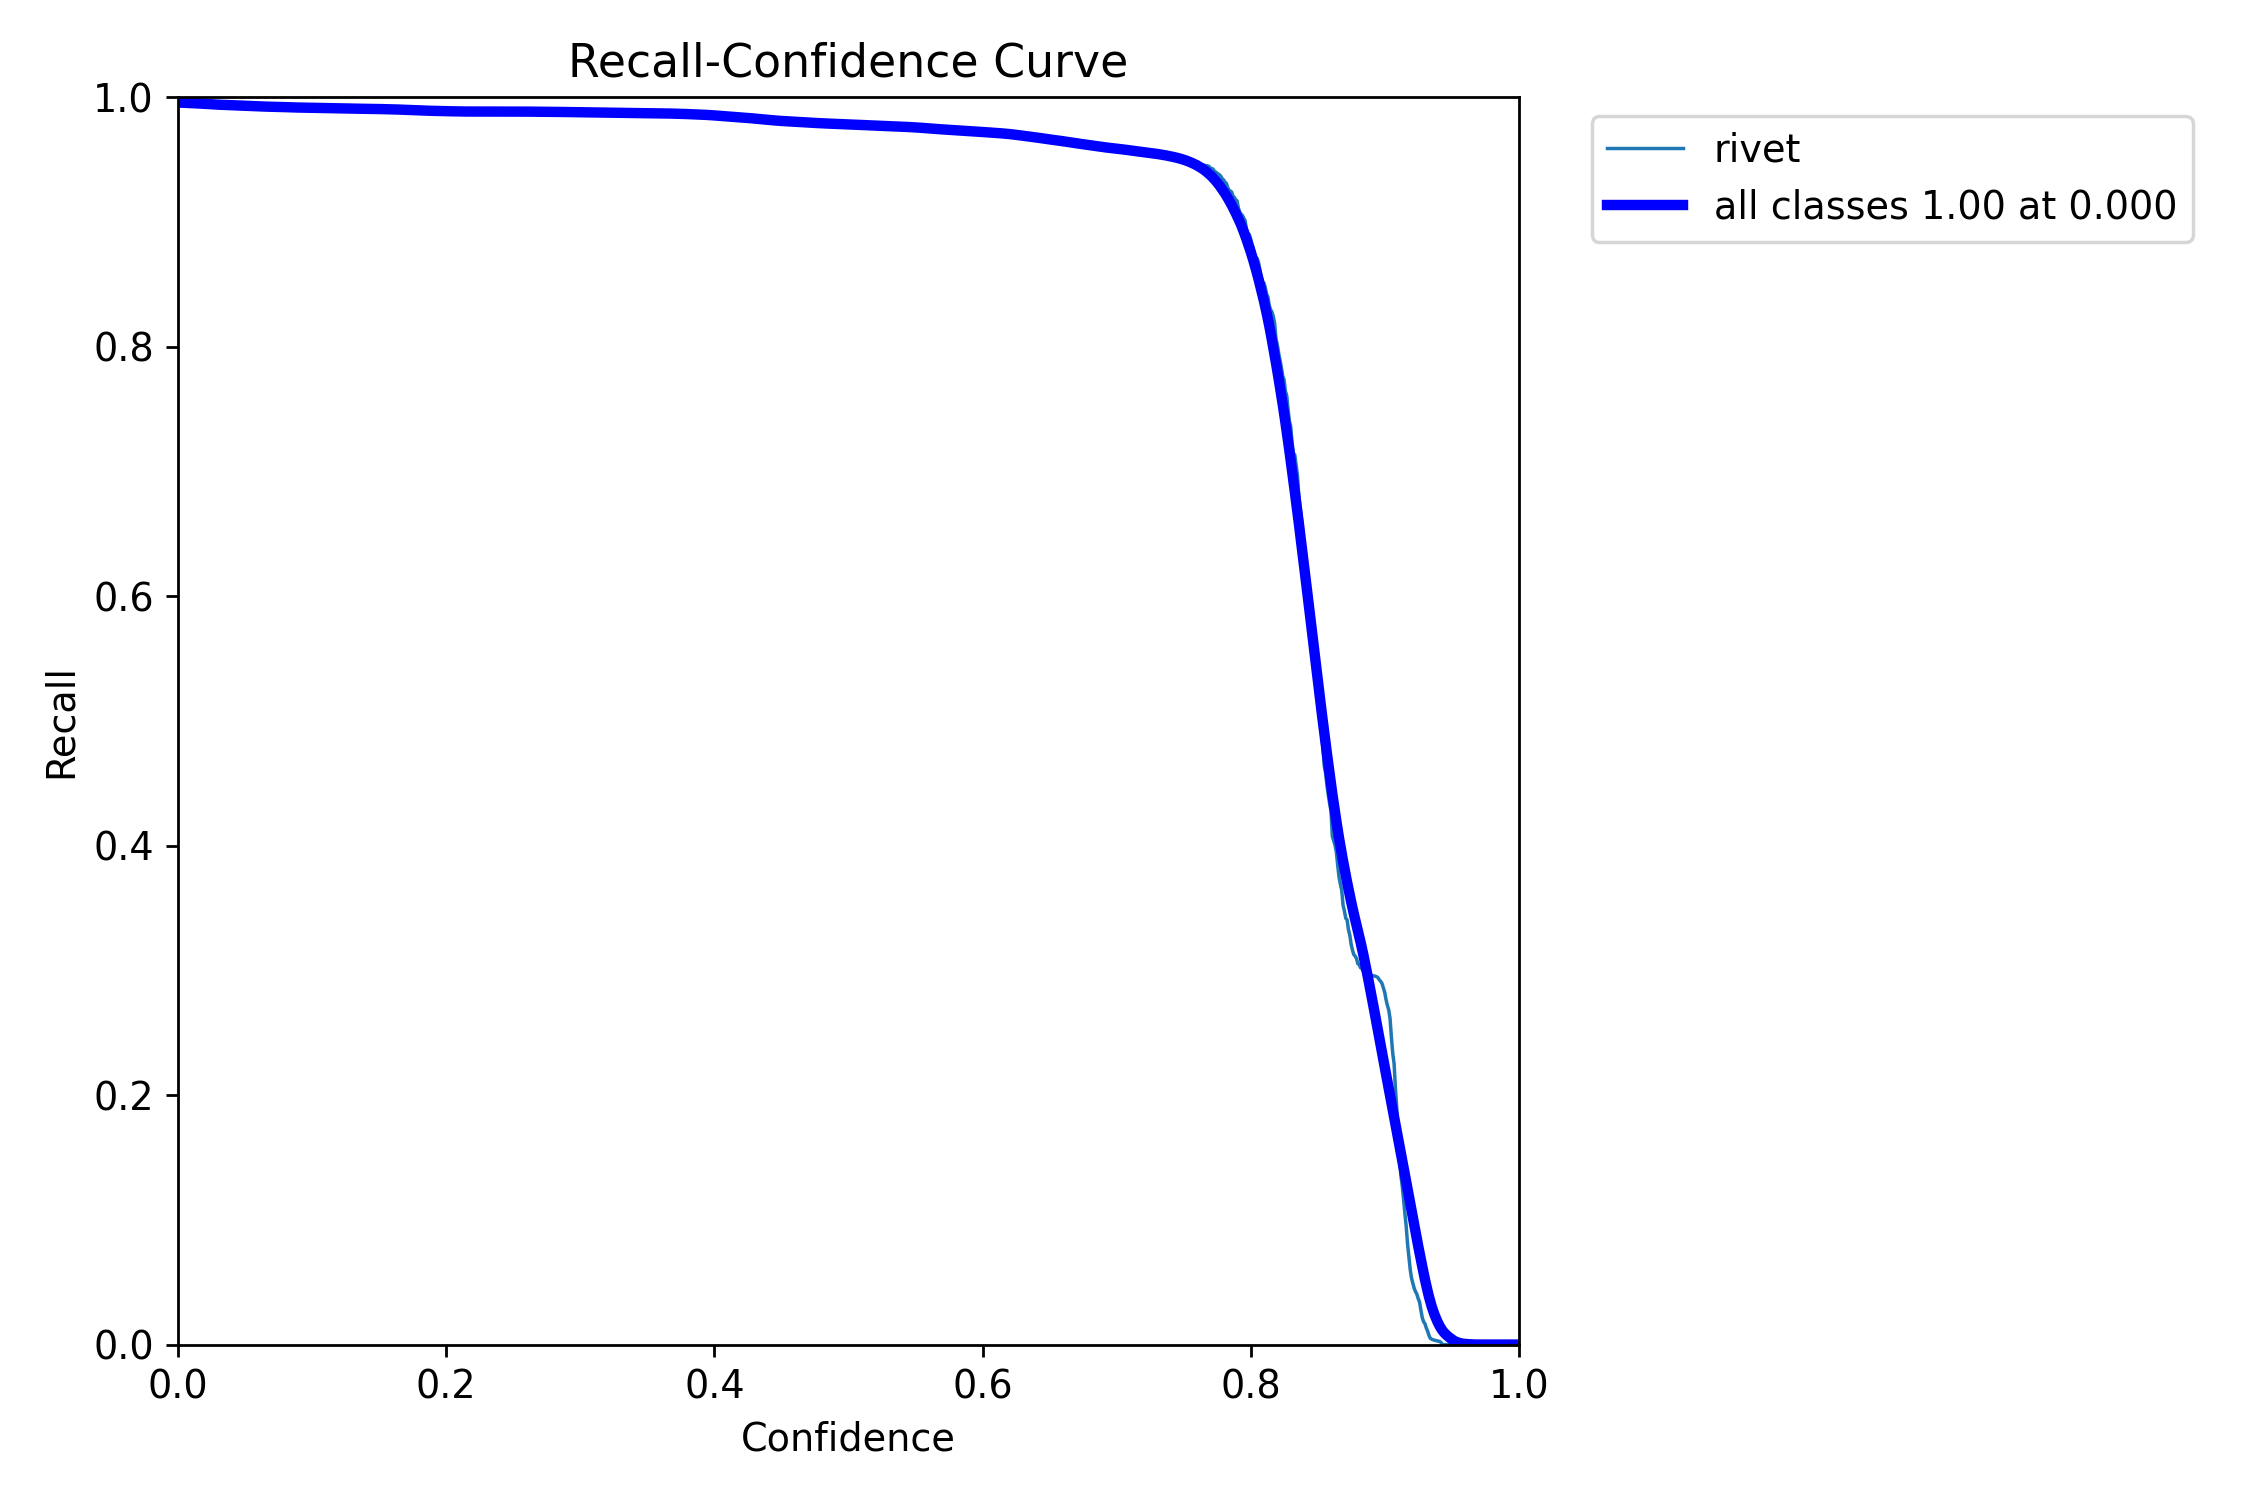 Recall-Confidence Curve
1.0
0.8
0.6
0.4
0.2
0.0
Recall
0.0 0.2 0.4 0.6 0.8 1.0
Confidence
rivet
all classes 1.00 at 0.000